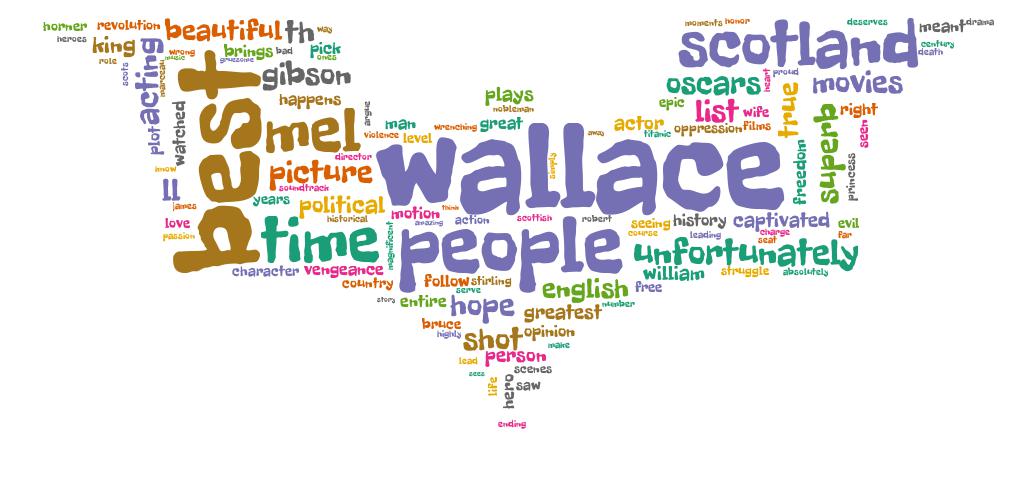 horner revolution beautiful th way
heroes king wrong brings bad pick
role music gruesome ones
scots acting marceau best gibson
plot watched happens argue
mel
know ll picture director
soundtrack
james years political
love historical
passion time magnificent
character vengeance
country
plays
nobleman
man wrenching great
violence level
wallace away simply
motion think
amazing action scottish robert
people
moments honor scotland deserves meant drama
century
death
oscars heart proud movies
epic list wife true superb right
actor titanic oppression films seen
freedom princess
seeing history captivated evil
course leading charge far
seat
unfortunately
william struggle absolutely
follow stirling english free
serve
story entire hope number
greatest
bruce
highly shot opinion
make
lead person
sees scenes
life hero saw
ending